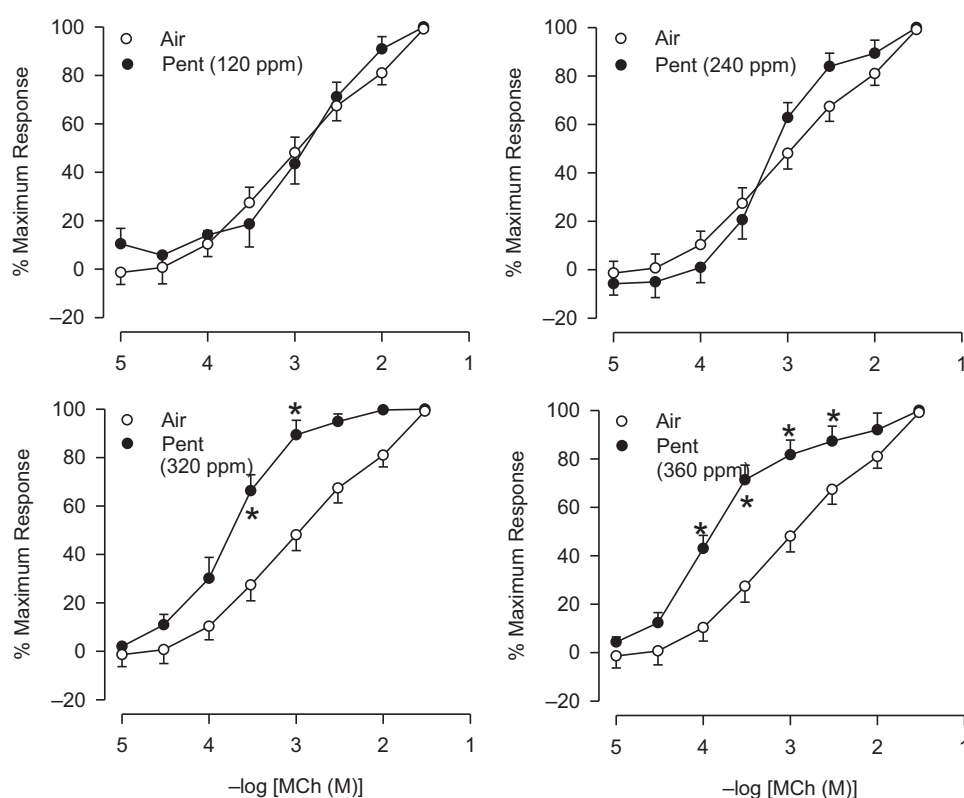 100
80
60
40
20
0
–20
% Maximum Response
Air
Pent (120 ppm)
5 4 3 2 1
100
80
60
40
20
0
–20
% Maximum Response
Air
Pent (240 ppm)
5 4 3 2 1
100
80
60
40
20
0
–20
% Maximum Response
Air
Pent
(320 ppm)
*
*
5 4 3 2 1
–log [MCh (M)]
100
80
60
40
20
0
–20
% Maximum Response
Air
Pent
(360 ppm)
*
*
*
*
5 4 3 2 1
–log [MCh (M)]